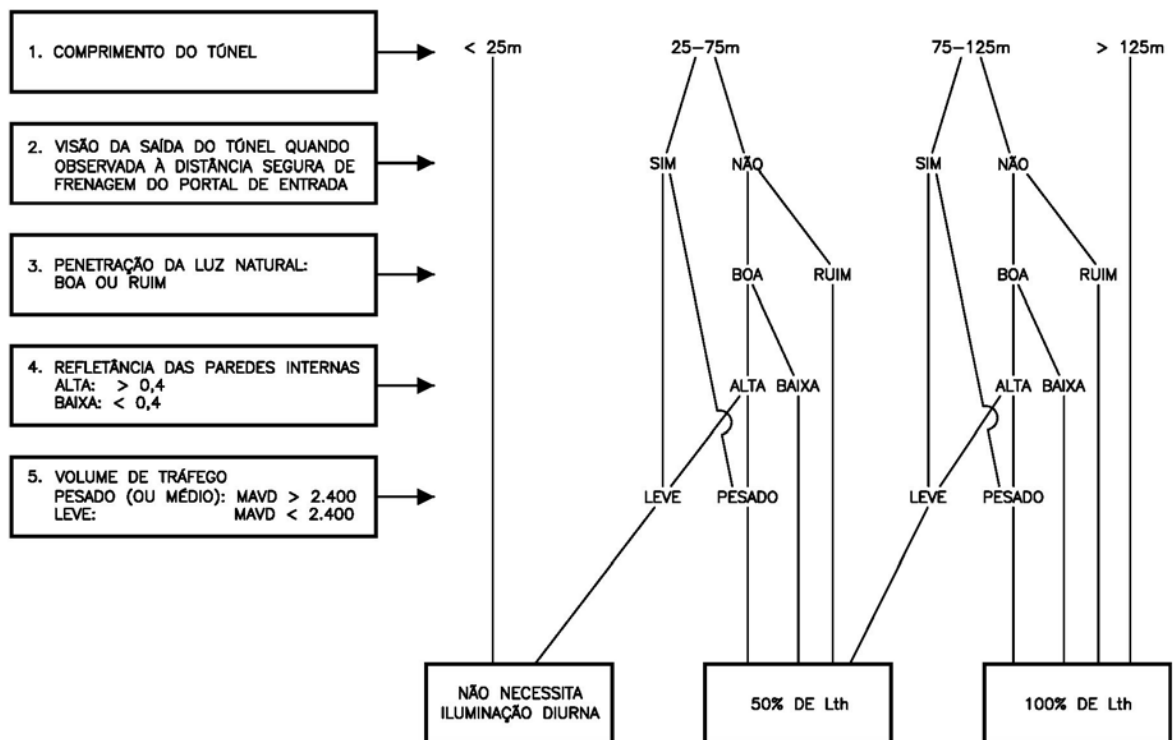 1. COMPRIMENTO DO TÚNEL
< 25m
25-75m
75-125m
> 125m
2. VISÃO DA SAÍDA DO TÚNEL QUANDO
OBSERVADA À DISTÂNCIA SEGURA DE
FRENAGEM DO PORTAL DE ENTRADA
SIM
NÃO
SIM
NÃO
3. PENETRAÇÃO DA LUZ NATURAL:
BOA OU RUIM
BOA
RUIM
BOA
RUIM
4. REFLETÂNCIA DAS PAREDES INTERNAS
ALTA: > 0,4
BAIXA: < 0,4
ALTA
BAIXA
ALTA
BAIXA
5. VOLUME DE TRÁFEGO
PESADO (OU MÉDIO): MAVD > 2.400
LEVE: MAVD < 2.400
LEVE
PESADO
LEVE
PESADO
NÃO NECESSITA
ILUMINAÇÃO DIURNA
50% DE Lth
100% DE Lth